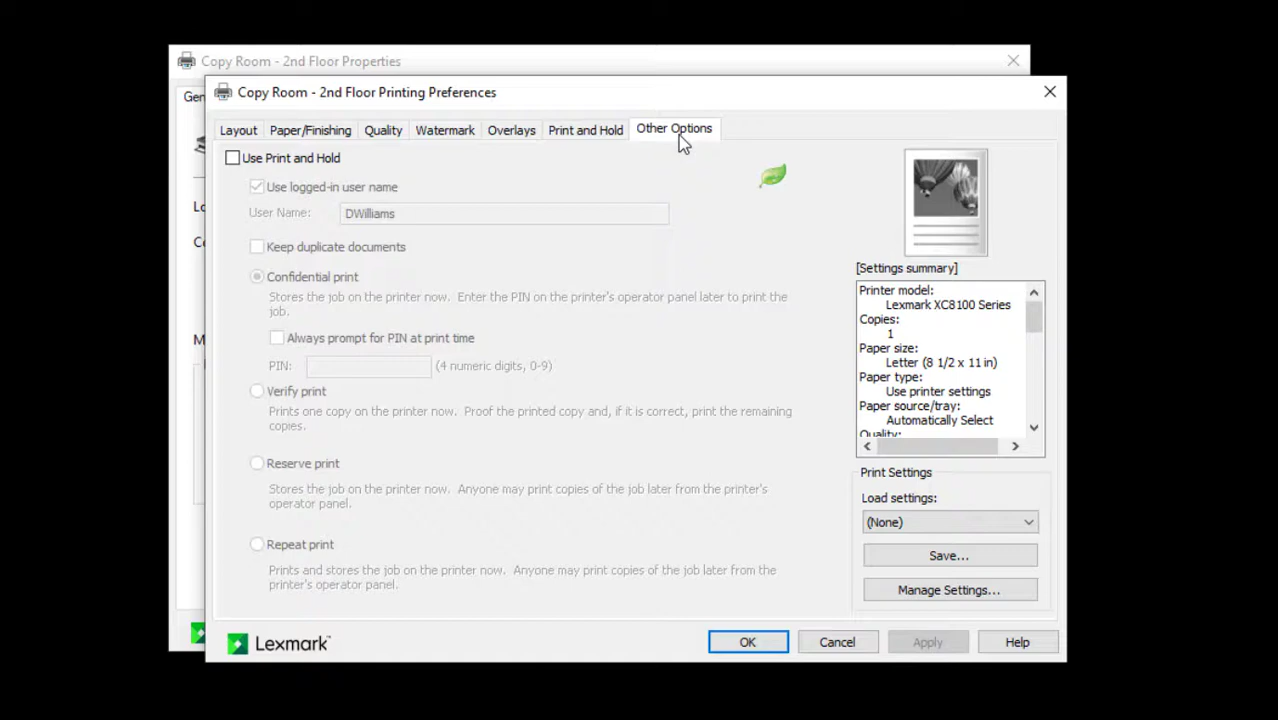 Copy Room - 2nd Floor Properties
Gen
Copy Room - 2nd Floor Printing Preferences
Layout Paper/Finishing Quality Watermark Overlays Print and Hold Other Options
Use Print and Hold
Use logged-in user name
User Name: DWilliams
Keep duplicate documents
Confidential print
Stores the job on the printer now. Enter the PIN on the printer's operator panel later to print the
job.
Always prompt for PIN at print time
PIN: (4 numeric digits, 0-9)
Verify print
Prints one copy on the printer now. Proof the printed copy and, if it is correct, print the remaining
copies.
Reserve print
Stores the job on the printer now. Anyone may print copies of the job later from the printer's
operator panel.
Repeat print
Prints and stores the job on the printer now. Anyone may print copies of the job later from the
printer's operator panel.
[Settings summary]
Printer model:
Lexmark XC8100 Series
Copies:
1
Paper size:
Letter (8 1/2 x 11 in)
Paper type:
Use printer settings
Paper source/tray:
Automatically Select
Quality:
Print Settings
Load settings:
(None)
Save...
Manage Settings...
Lexmark
OK Cancel Apply Help